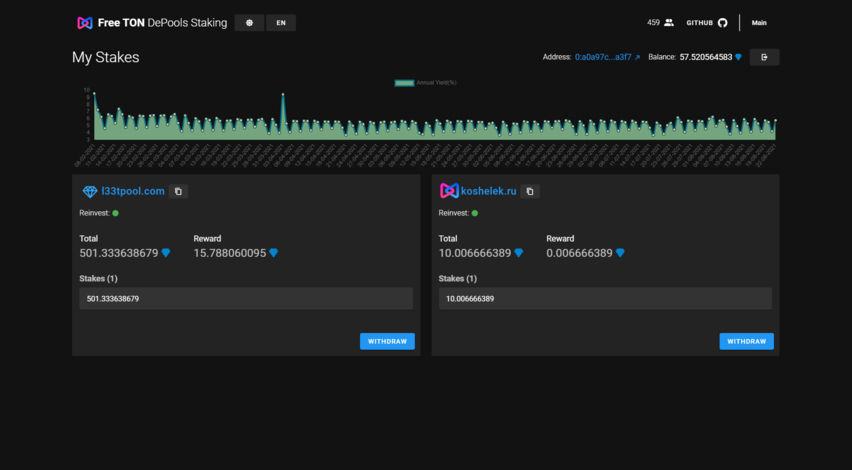 Free TON DePools Staking
EN
459
GITHUB
Main
My Stakes
Address: 0:a0a97c...a3f7
Balance: 57.520564583
Annual Yield(%)
10
9
8
7
6
5
4
3
l33tpool.com
Reinvest:
Total
Reward
501.333638679
15.788060095
Stakes (1)
501.333638679
WITHDRAW
koshelek.ru
Reinvest:
Total
Reward
10.006666389
0.006666389
Stakes (1)
10.006666389
WITHDRAW